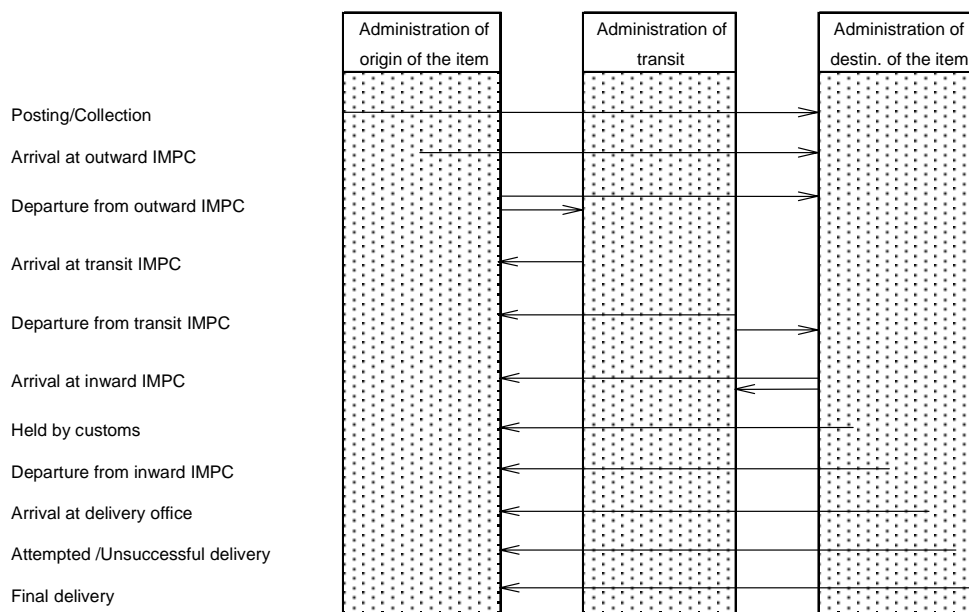 Administration of
origin of the item
Administration of
transit
Administration of
destin. of the item
Posting/Collection
Arrival at outward IMPC
Departure from outward IMPC
Arrival at transit IMPC
Departure from transit IMPC
Arrival at inward IMPC
Held by customs
Departure from inward IMPC
Arrival at delivery office
Attempted /Unsuccessful delivery
Final delivery